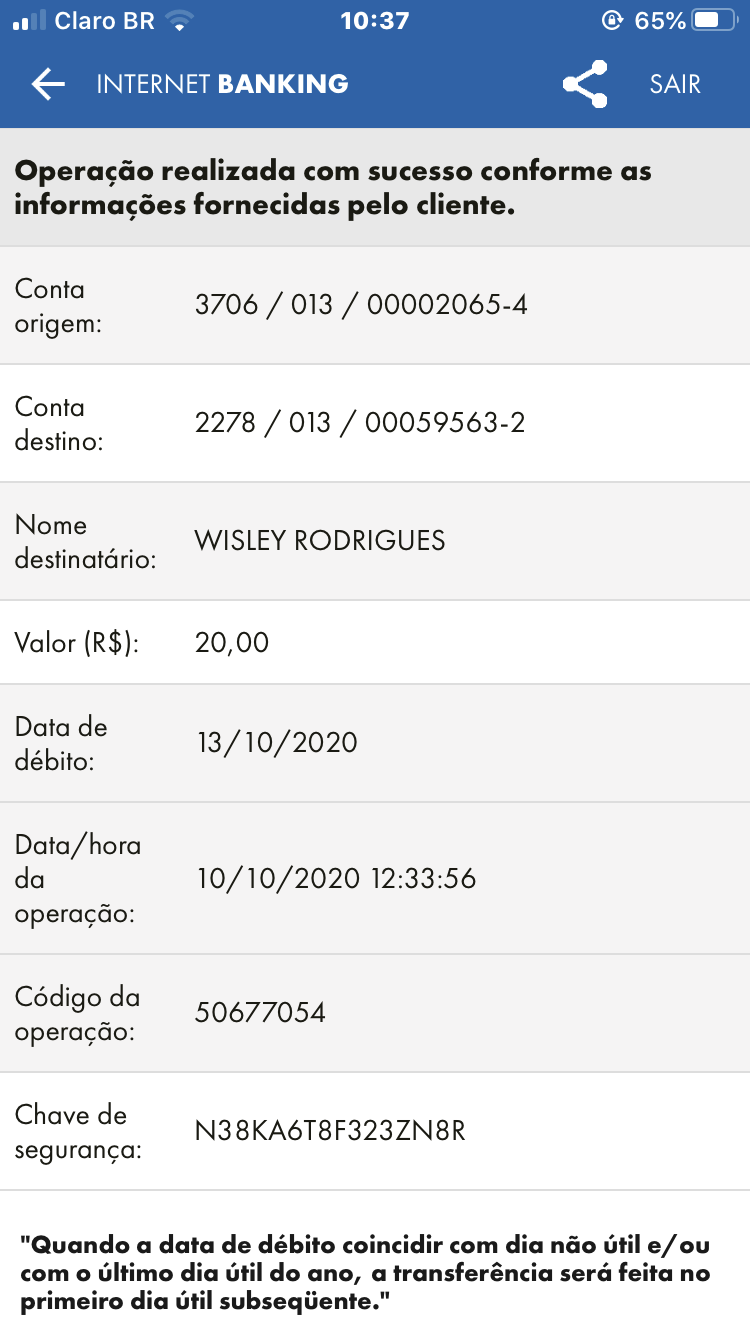 Claro BR 10:37 65%
INTERNET BANKING SAIR
Operação realizada com sucesso conforme as
informações fornecidas pelo cliente.
Conta
origem:
3706 / 013 / 00002065-4
Conta
destino:
2278 / 013 / 00059563-2
Nome
destinatário:
WISLEY RODRIGUES
Valor (R$): 20,00
Data de
débito:
13/10/2020
Data/hora
da
operação:
10/10/2020 12:33:56
Código da
operação:
50677054
Chave de
segurança:
N38KA6T8F323ZN8R
"Quando a data de débito coincidir com dia não útil e/ou
com o último dia útil do ano, a transferência será feita no
primeiro dia útil subseqüente."